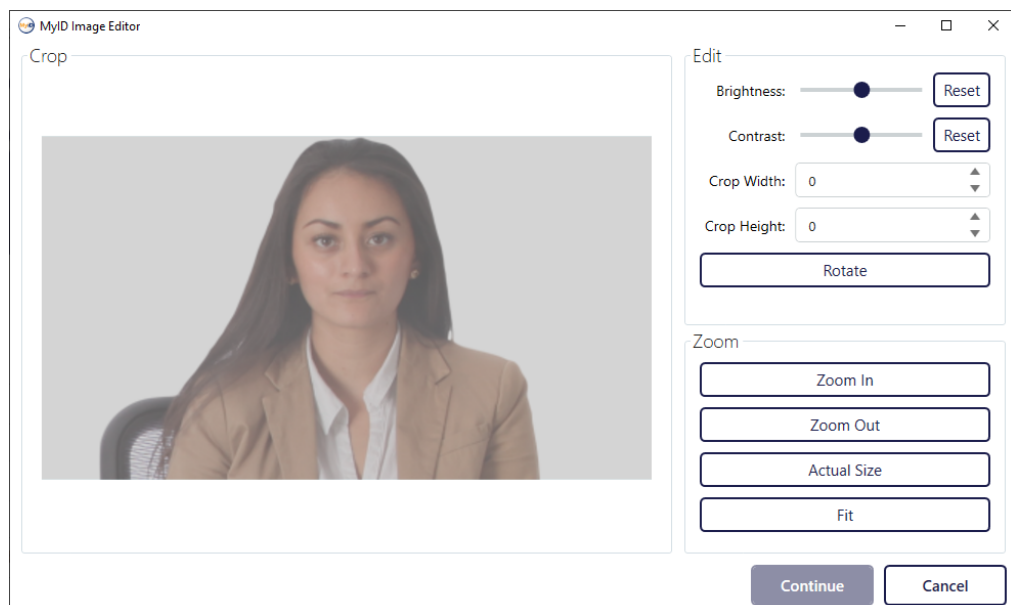 MyID Image Editor
Crop
Edit
Brightness:
Reset
Contrast:
Reset
Crop Width:
0
Crop Height:
0
Rotate
Zoom
Zoom In
Zoom Out
Actual Size
Fit
Continue
Cancel